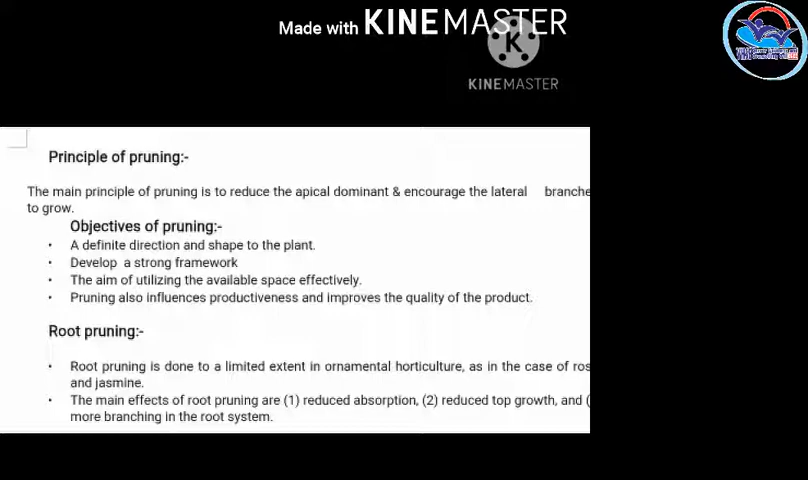 Made with KINEMASTER
KINEMASTER
Principle of pruning:-
The main principle of pruning is to reduce the apical dominant & encourage the lateral branche
to grow.
Objectives of pruning:-
• A definite direction and shape to the plant.
• Develop a strong framework
• The aim of utilizing the available space effectively.
• Pruning also influences productiveness and improves the quality of the product.
Root pruning:-
• Root pruning is done to a limited extent in ornamental horticulture, as in the case of ros
and jasmine.
• The main effects of root pruning are (1) reduced absorption, (2) reduced top growth, and (
more branching in the root system.